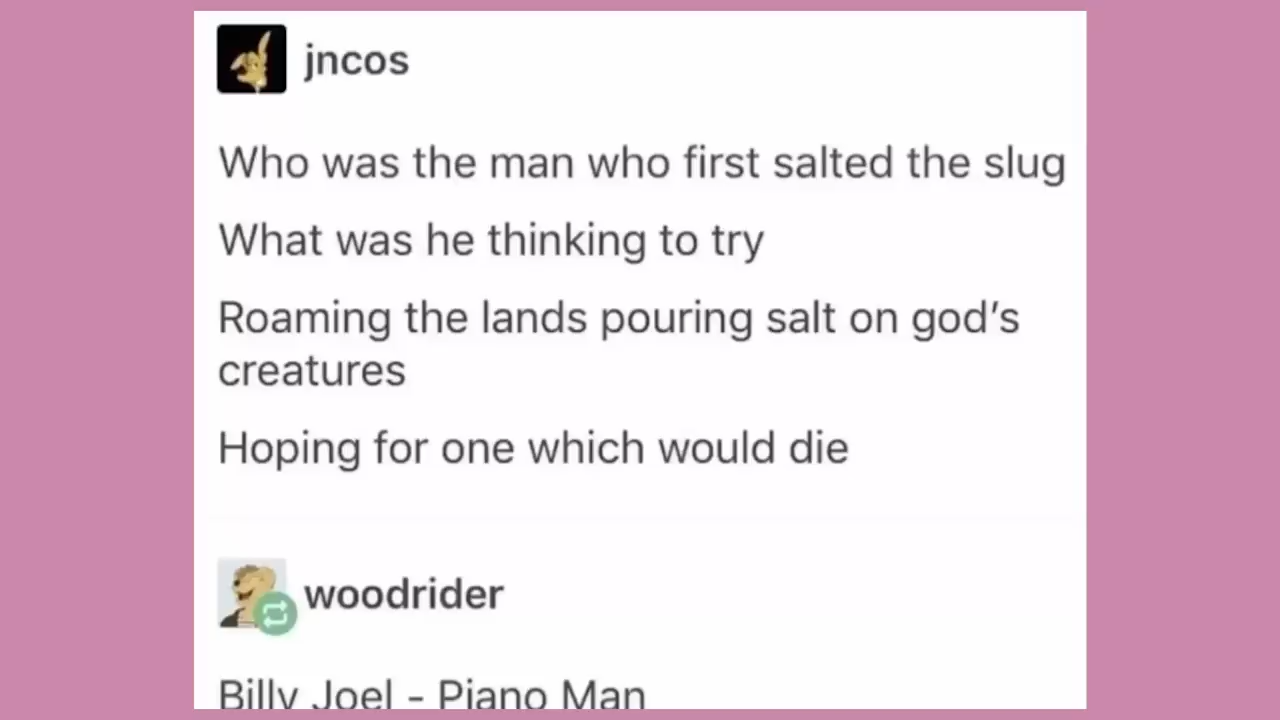 jncos
Who was the man who first salted the slug
What was he thinking to try
Roaming the lands pouring salt on god's
creatures
Hoping for one which would die
woodrider
Billy Joel - Piano Man